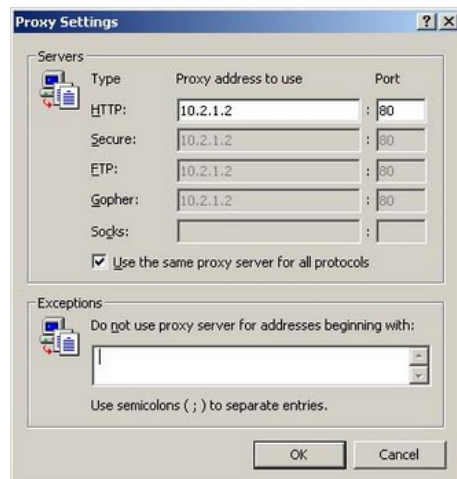 Proxy Settings
Servers
Type Proxy address to use Port
HTTP: 10.2.1.2 : 80
Secure: 10.2.1.2 : 80
FTP: 10.2.1.2 : 80
Gopher: 10.2.1.2 : 80
Socks: :
Use the same proxy server for all protocols
Exceptions
Do not use proxy server for addresses beginning with:
Use semicolons ( ; ) to separate entries.
OK Cancel